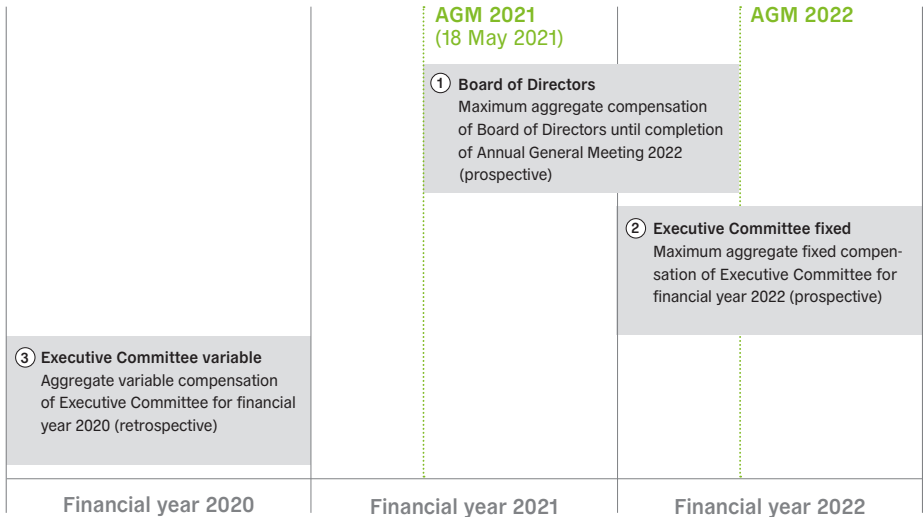 AGM 2021
(18 May 2021)
AGM 2022
1 Board of Directors
Maximum aggregate compensation
of Board of Directors until completion
of Annual General Meeting 2022
(prospective)
2 Executive Committee fixed
Maximum aggregate fixed compen-
sation of Executive Committee for
financial year 2022 (prospective)
3 Executive Committee variable
Aggregate variable compensation
of Executive Committee for financial
year 2020 (retrospective)
Financial year 2020
Financial year 2021
Financial year 2022